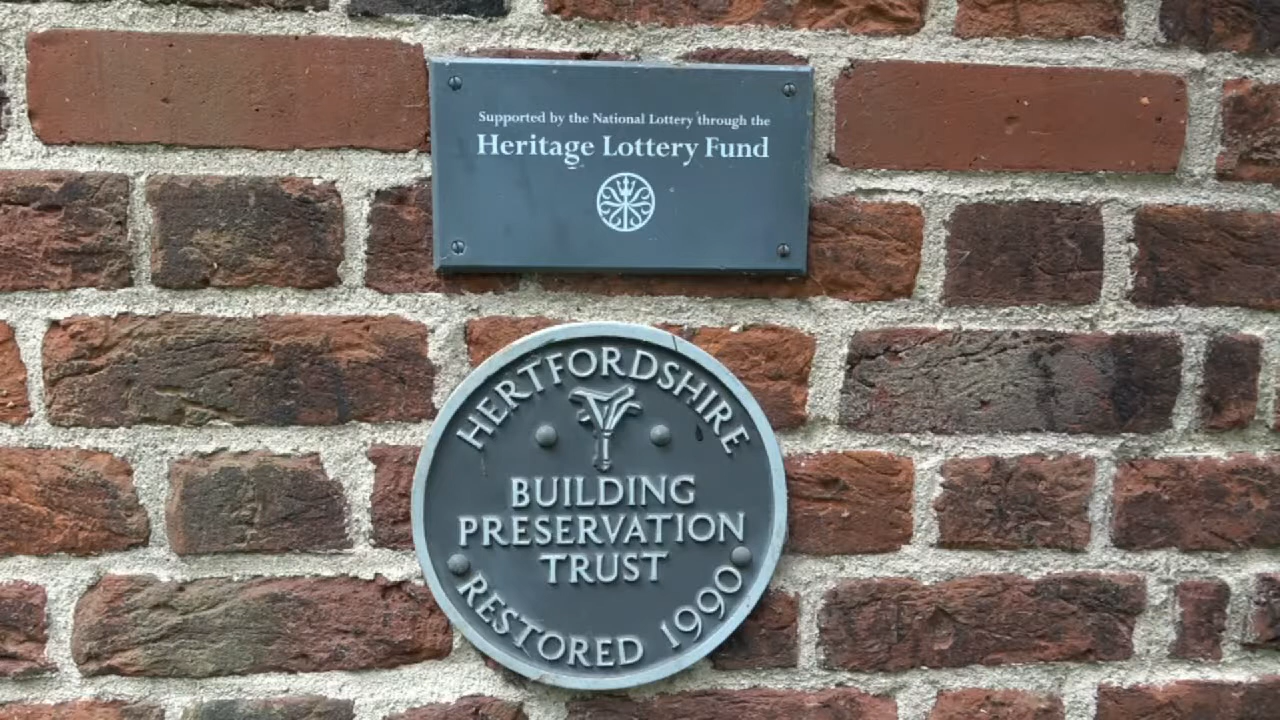 Supported by the National Lottery through the
Heritage Lottery Fund
HERTFORDSHIRE
BUILDING
PRESERVATION
TRUST
RESTORED 1990